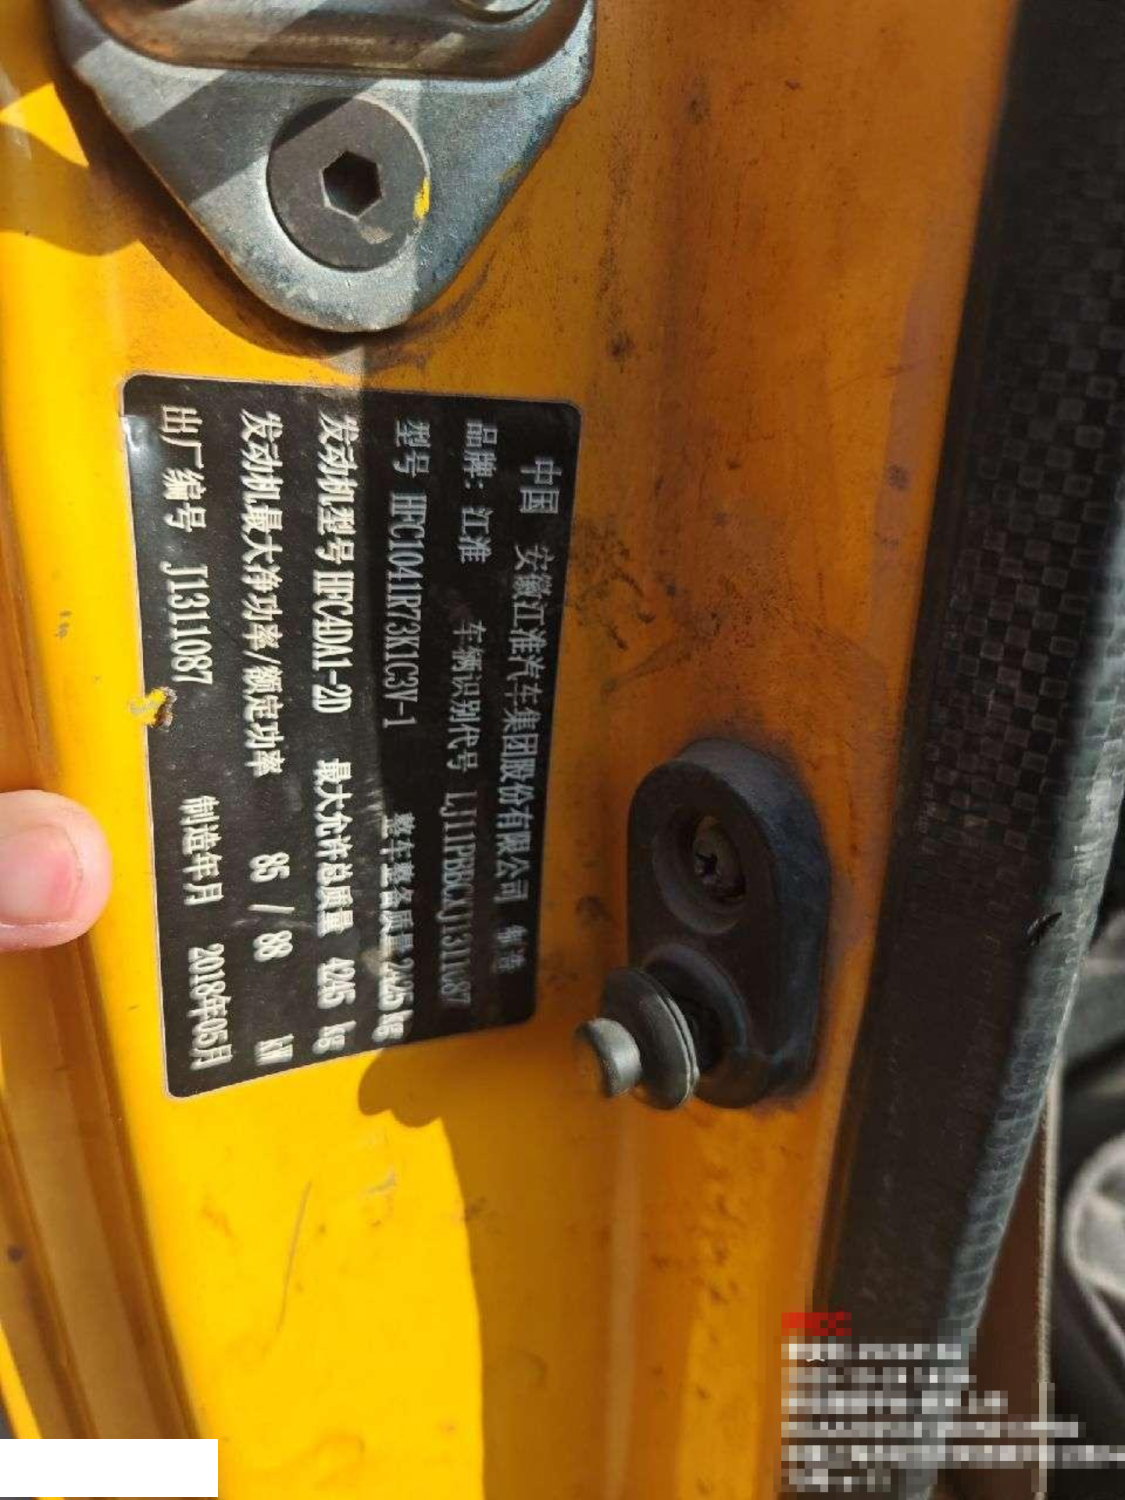 中国 安徽江淮汽车集团股份有限公司 制造
品牌: 江淮 车辆识别代号 LJ11PBBCXJ1311087
型号 HFC1041R73K1C3V-1 整车整备质量 2425 kg
发动机型号 HFC4DA1-2D 最大允许总质量 4245 kg
发动机最大净功率/额定功率 85 / 88 kW
出厂编号 J1311087 制造年月 2018年05月